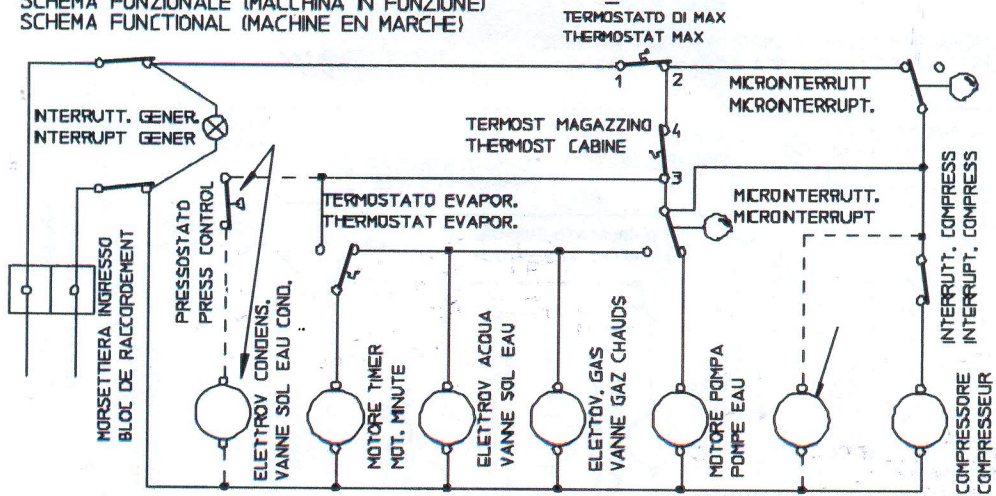 SCHEMA FUNZIONALE (MACCHINA IN FUNZIONE)
SCHEMA FUNCTIONAL (MACHINE EN MARCHE)
TERMOSTATO DI MAX
THERMOSTAT MAX
1
2
MICROINTERRUTT
MICROINTERRUPT.
INTERRUTT. GENER.
INTERRUPT GENER
TERMOST MAGAZZINO
THERMOST CABINE
4
3
PRESSOSTATO
PRESS CONTROL
TERMOSTATO EVAPOR.
THERMOSTAT EVAPOR.
MICROINTERRUTT.
MICROINTERRUPT
INTERRUTT. COMPRESS
INTERRUPT. COMPRESS
MORSETTIERA INGRESSO
BLOC DE RACCORDEMENT
ELETTROV CONDENS.
VANNE SOL EAU COND.
MOTORE TIMER
MOT. MINUTE
ELETTROV ACQUA
VANNE SOL EAU
ELETTOV. GAS
VANNE GAZ CHAUDS
MOTORE POMPA
POMPE EAU
COMPRESSORE
COMPRESSEUR